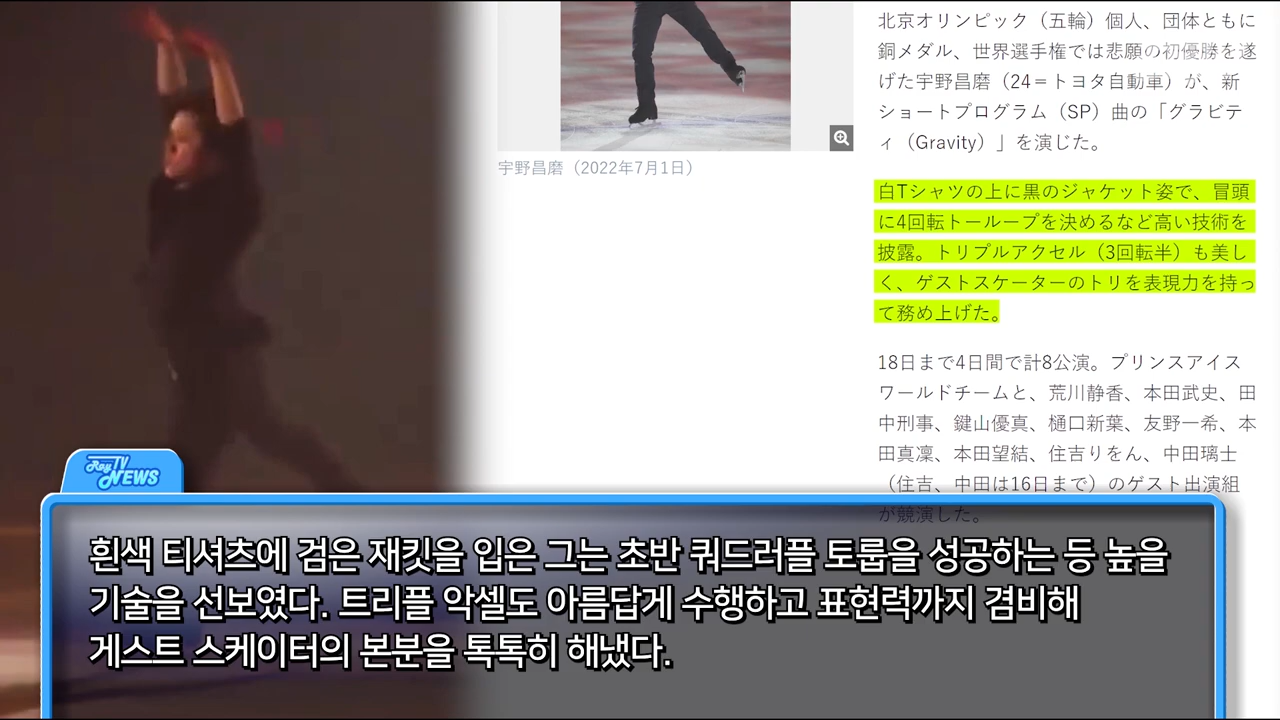 北京オリンピック（五輪）個人、団体ともに
銅メダル、世界選手権では悲願の初優勝を遂
げた宇野昌磨（24＝トヨタ自動車）が、新
ショートプログラム（SP）曲の「グラビテ
ィ（Gravity）」を演じた。
宇野昌磨（2022年7月1日）
白Tシャツの上に黒のジャケット姿で、冒頭
に4回転トーループを決めるなど高い技術を
披露。トリプルアクセル（3回転半）も美し
く、ゲストスケーターのトリを表現力を持っ
て務め上げた。
18日まで4日間で計8公演。プリンスアイス
ワールドチームと、荒川静香、本田武史、田
中刑事、鍵山優真、樋口新葉、友野一希、本
田真凜、本田望結、住吉りをん、中田璃士
（住吉、中田は16日まで）のゲスト出演組
が競演した。
RoyTV NEWS
흰색 티셔츠에 검은 재킷을 입은 그는 초반 쿼드러플 토룹을 성공하는 등 높을
기술을 선보였다. 트리플 악셀도 아름답게 수행하고 표현력까지 겸비해
게스트 스케이터의 본분을 톡톡히 해냈다.